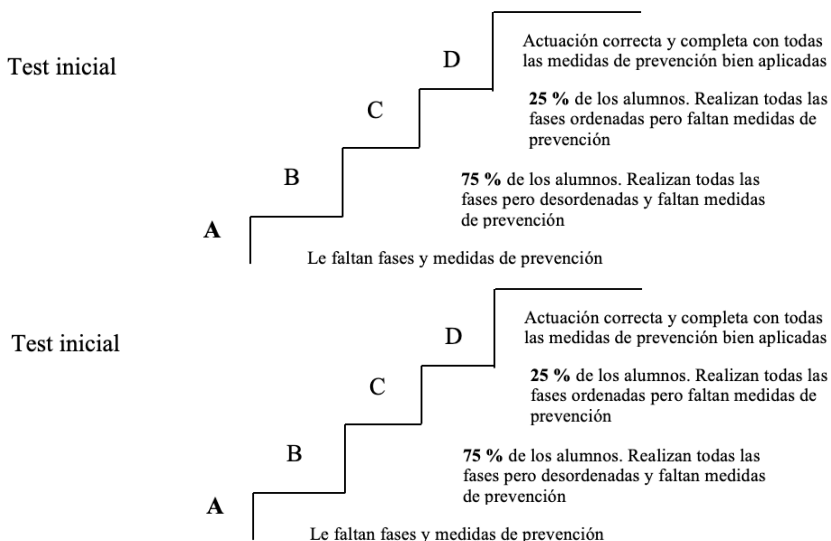 Test inicial
D
Actuación correcta y completa con todas
las medidas de prevención bien aplicadas
C
25 % de los alumnos. Realizan todas las
fases ordenadas pero faltan medidas de
prevención
B
75 % de los alumnos. Realizan todas las
fases pero desordenadas y faltan medidas
de prevención
A
Le faltan fases y medidas de prevención
Test inicial
D
Actuación correcta y completa con todas
las medidas de prevención bien aplicadas
C
25 % de los alumnos. Realizan todas las
fases ordenadas pero faltan medidas de
prevención
B
75 % de los alumnos. Realizan todas las
fases pero desordenadas y faltan medidas
de prevención
A
Le faltan fases y medidas de prevención